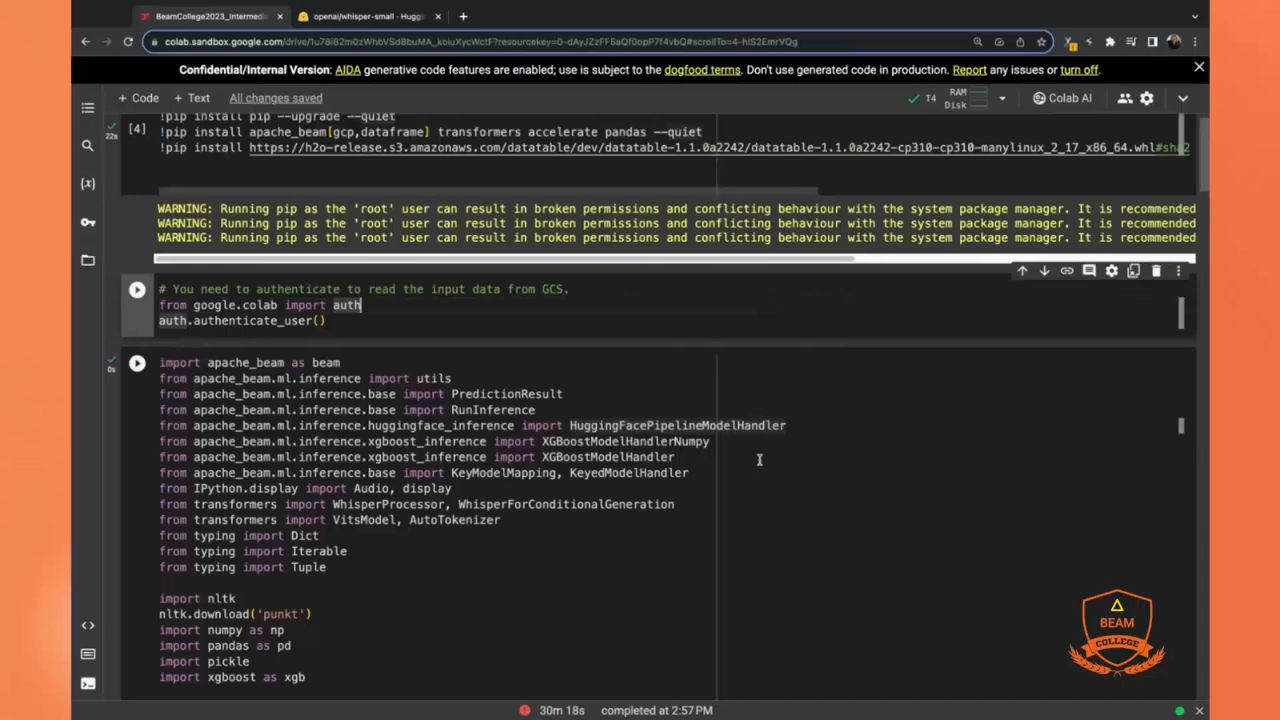 BeamCollege2023_Intermedi
openai/whisper-small · Huggi
colab.sandbox.google.com/drive/1u78i82m0zWhbVSdBbuMA_koiuXycWctF?resourcekey=0-dAyJZzFF5aQf0opP7f4vbQ#scrollTo=4-hIS2EmrVQg
Confidential/Internal Version: AIDA generative code features are enabled; use is subject to the dogfood terms. Don't use generated code in production. Report any issues or turn off.
+ Code + Text All changes saved
T4 RAM Disk Colab AI
[4]
22s
!pip install pip --upgrade --quiet
!pip install apache_beam[gcp,dataframe] transformers accelerate pandas --quiet
!pip install https://h2o-release.s3.amazonaws.com/datatable/dev/datatable-1.1.0a2242/datatable-1.1.0a2242-cp310-cp310-manylinux_2_17_x86_64.whl#sha2
WARNING: Running pip as the 'root' user can result in broken permissions and conflicting behaviour with the system package manager. It is recommended
WARNING: Running pip as the 'root' user can result in broken permissions and conflicting behaviour with the system package manager. It is recommended
WARNING: Running pip as the 'root' user can result in broken permissions and conflicting behaviour with the system package manager. It is recommended
# You need to authenticate to read the input data from GCS.
from google.colab import auth
auth.authenticate_user()
0s
import apache_beam as beam
from apache_beam.ml.inference import utils
from apache_beam.ml.inference.base import PredictionResult
from apache_beam.ml.inference.base import RunInference
from apache_beam.ml.inference.huggingface_inference import HuggingFacePipelineModelHandler
from apache_beam.ml.inference.xgboost_inference import XGBoostModelHandlerNumpy
from apache_beam.ml.inference.xgboost_inference import XGBoostModelHandler
from apache_beam.ml.inference.base import KeyModelMapping, KeyedModelHandler
from IPython.display import Audio, display
from transformers import WhisperProcessor, WhisperForConditionalGeneration
from transformers import VitsModel, AutoTokenizer
from typing import Dict
from typing import Iterable
from typing import Tuple
import nltk
nltk.download('punkt')
import numpy as np
import pandas as pd
import pickle
import xgboost as xgb
BEAM
COLLEGE
30m 18s completed at 2:57PM